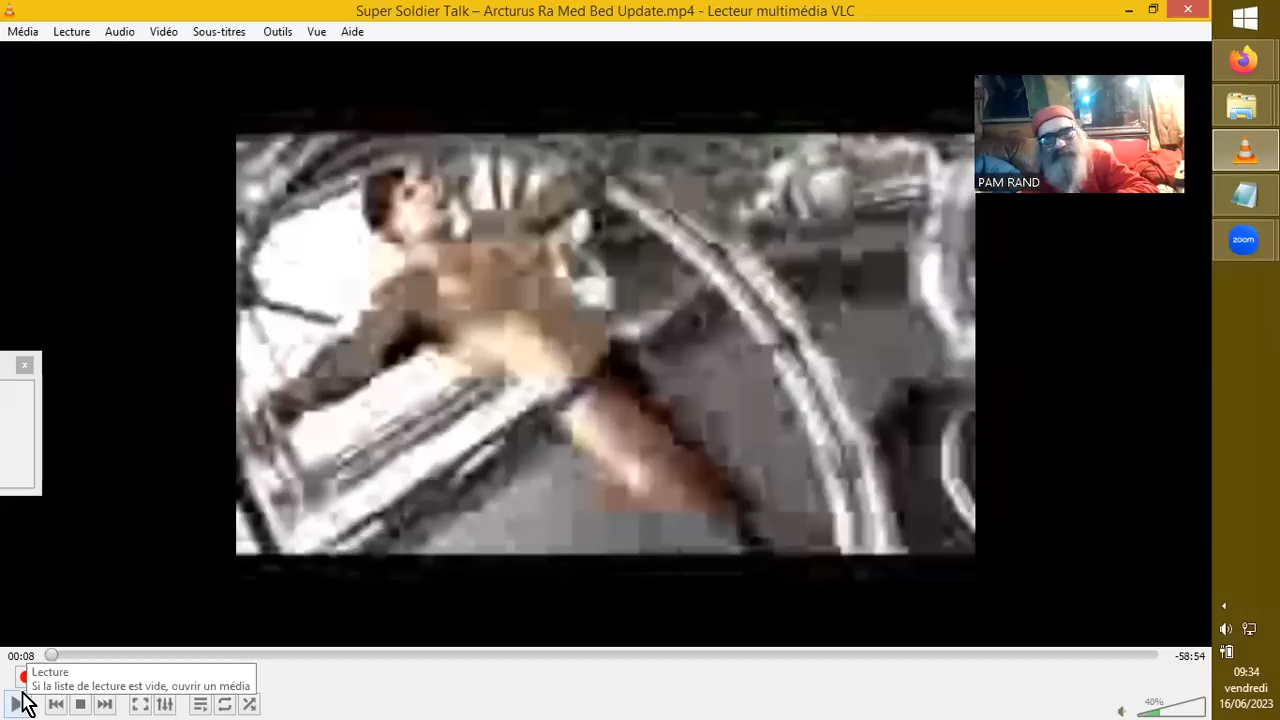 Super Soldier Talk – Arcturus Ra Med Bed Update.mp4 - Lecteur multimédia VLC
Média Lecture Audio Vidéo Sous-titres Outils Vue Aide
PAM RAND
zoom
00:08
-58:54
Lecture
Si la liste de lecture est vide, ouvrir un média
40%
09:34
vendredi
16/06/2023